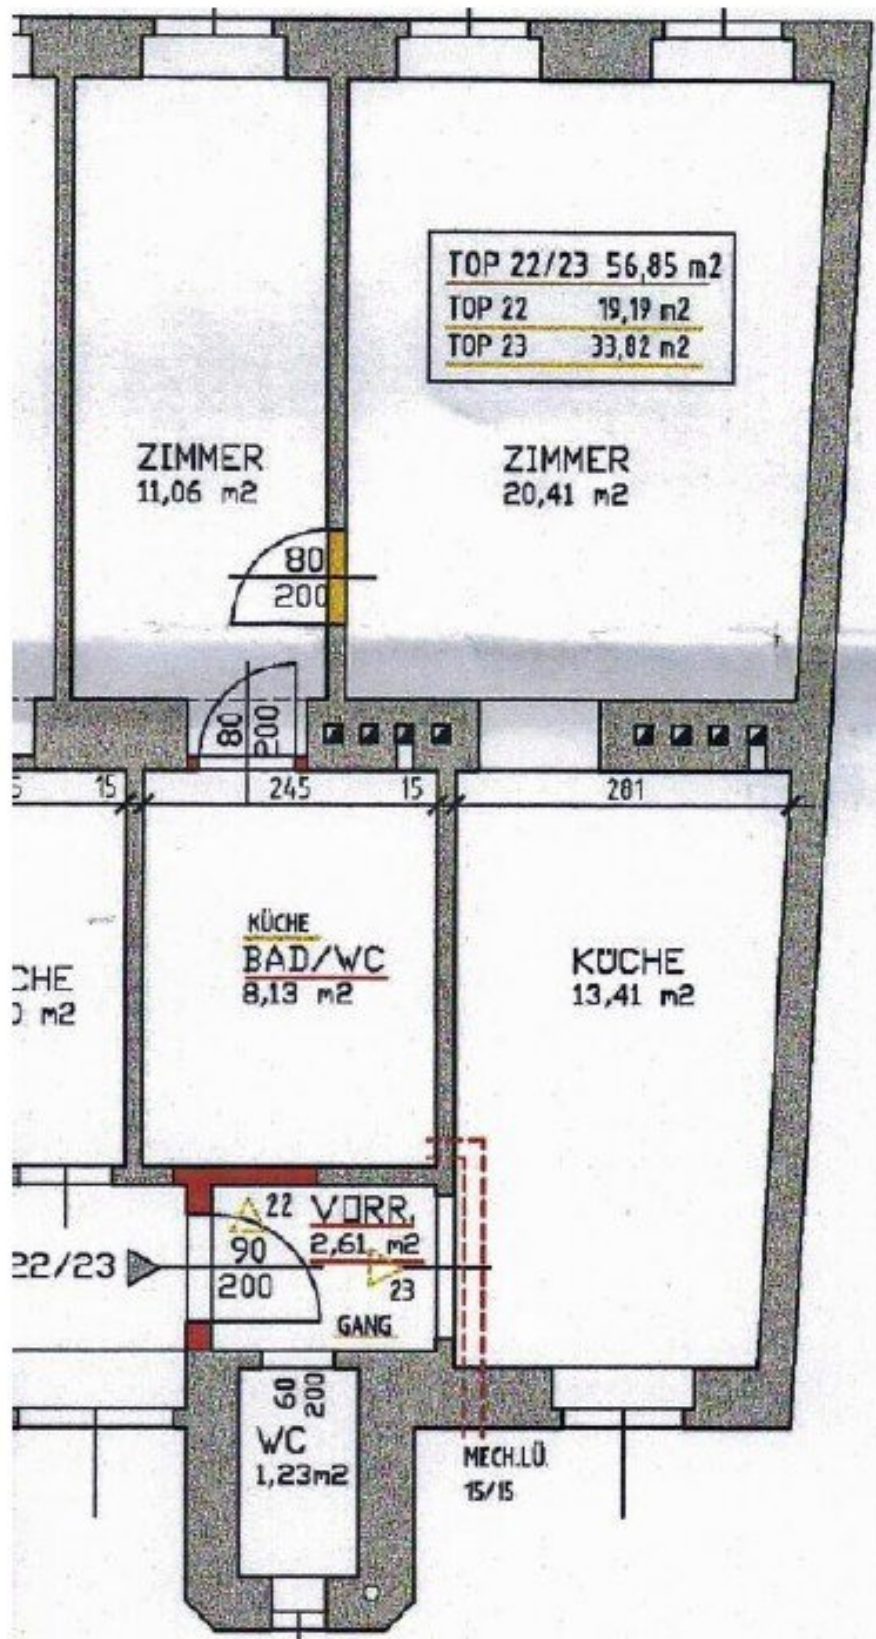 TOP 22/23 56,85 m2
TOP 22 19,19 m2
TOP 23 33,82 m2
ZIMMER
11,06 m2
ZIMMER
20,41 m2
80
200
80
200
15
245
15
281
KÜCHE
BAD/WC
8,13 m2
KÜCHE
13,41 m2
CHE
m2
22
VORR.
2,61 m2
22/23
90
200
23
GANG
60
200
WC
1,23m2
MECH.LÜ.
15/15